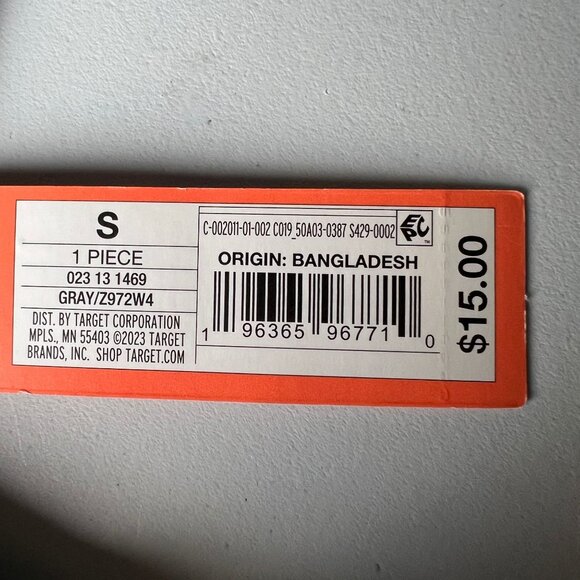 S
1 PIECE
023 13 1469
GRAY/Z972W4
DIST. BY TARGET CORPORATION
MPLS., MN 55403 ©2023 TARGET
BRANDS, INC. SHOP TARGET.COM
C-002011-01-002 C019_50A03-0387 S429-0002
EPC™
ORIGIN: BANGLADESH
1 96365 96771 0
$15.00